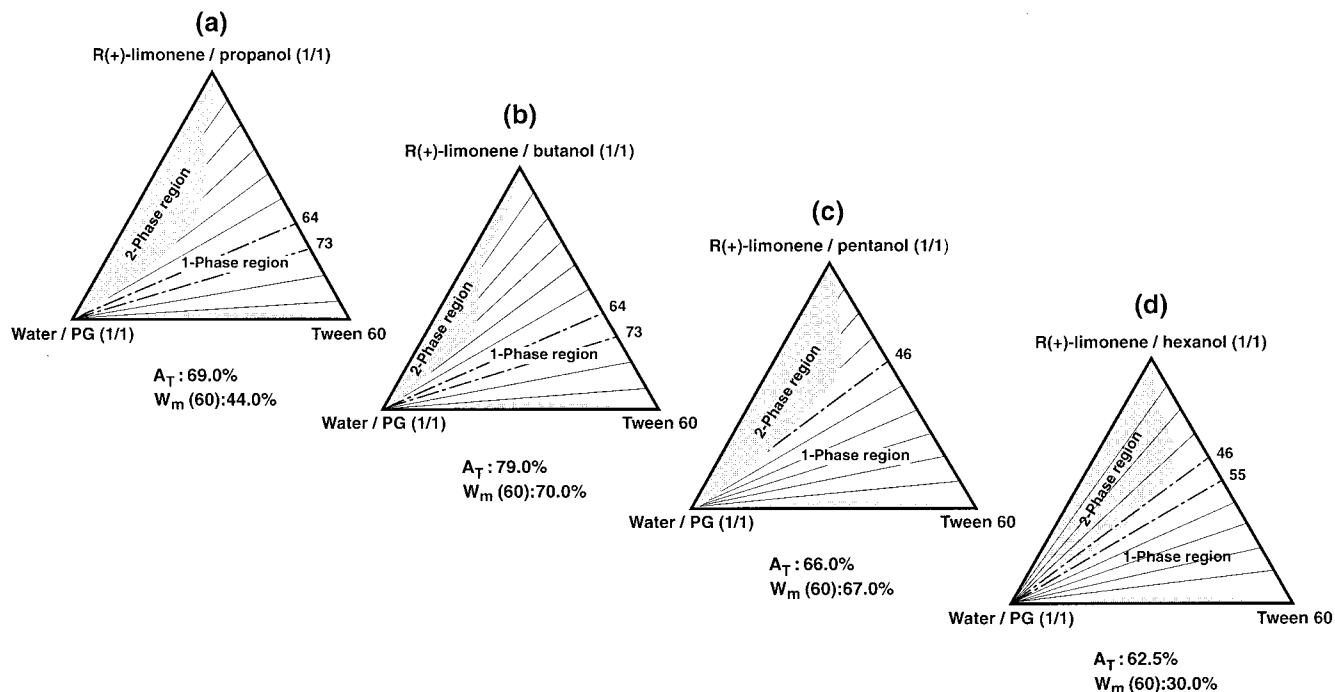 (a)
R(+)-limonene / propanol (1/1)
2-Phase region
64
73
1-Phase region
Water / PG (1/1)
Tween 60
A_T : 69.0%
W_m (60):44.0%
(b)
R(+)-limonene / butanol (1/1)
2-Phase region
64
73
1-Phase region
Water / PG (1/1)
Tween 60
A_T : 79.0%
W_m (60):70.0%
(c)
R(+)-limonene / pentanol (1/1)
2-Phase region
46
1-Phase region
Water / PG (1/1)
Tween 60
A_T : 66.0%
W_m (60):67.0%
(d)
R(+)-limonene / hexanol (1/1)
2-Phase region
46
55
1-Phase region
Water / PG (1/1)
Tween 60
A_T : 62.5%
W_m (60):30.0%